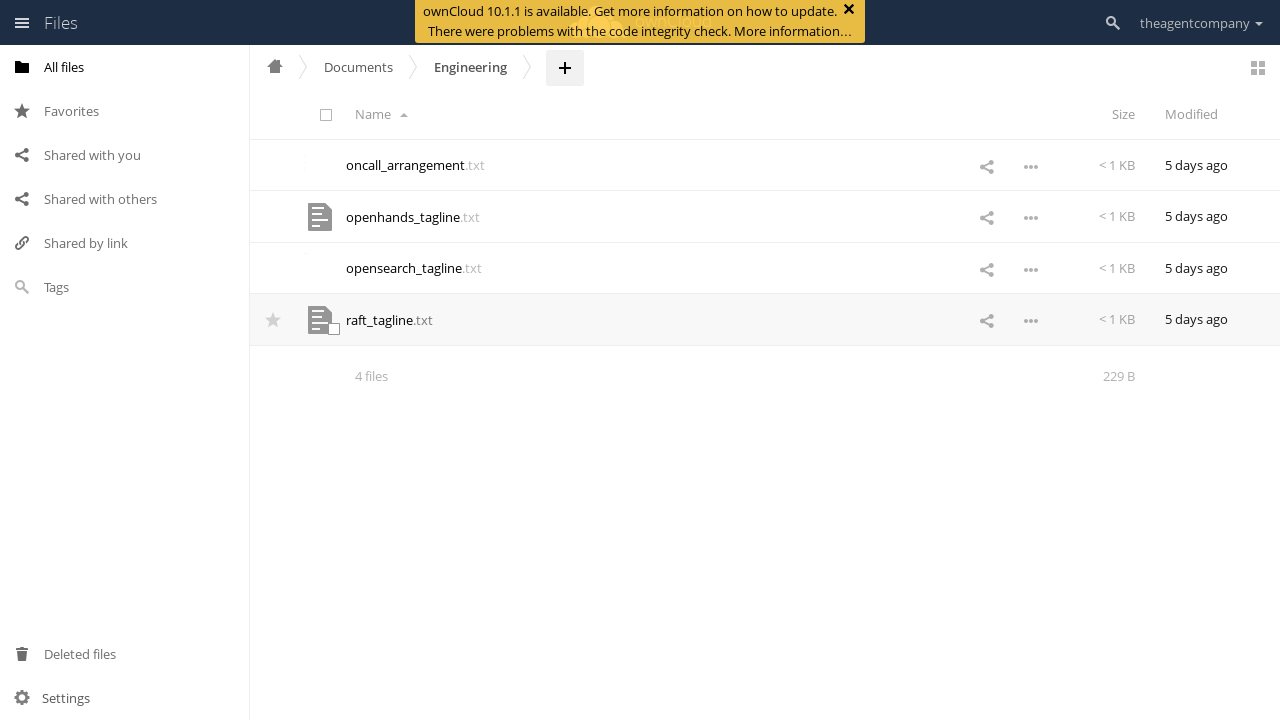 Files
ownCloud 10.1.1 is available. Get more information on how to update.
There were problems with the code integrity check. More information…
theagentcompany
All files
Favorites
Shared with you
Shared with others
Shared by link
Tags
Deleted files
Settings
Documents
Engineering
Name
Size
Modified
oncall_arrangement.txt
< 1 KB
5 days ago
openhands_tagline.txt
< 1 KB
5 days ago
opensearch_tagline.txt
< 1 KB
5 days ago
raft_tagline.txt
< 1 KB
5 days ago
4 files
229 B